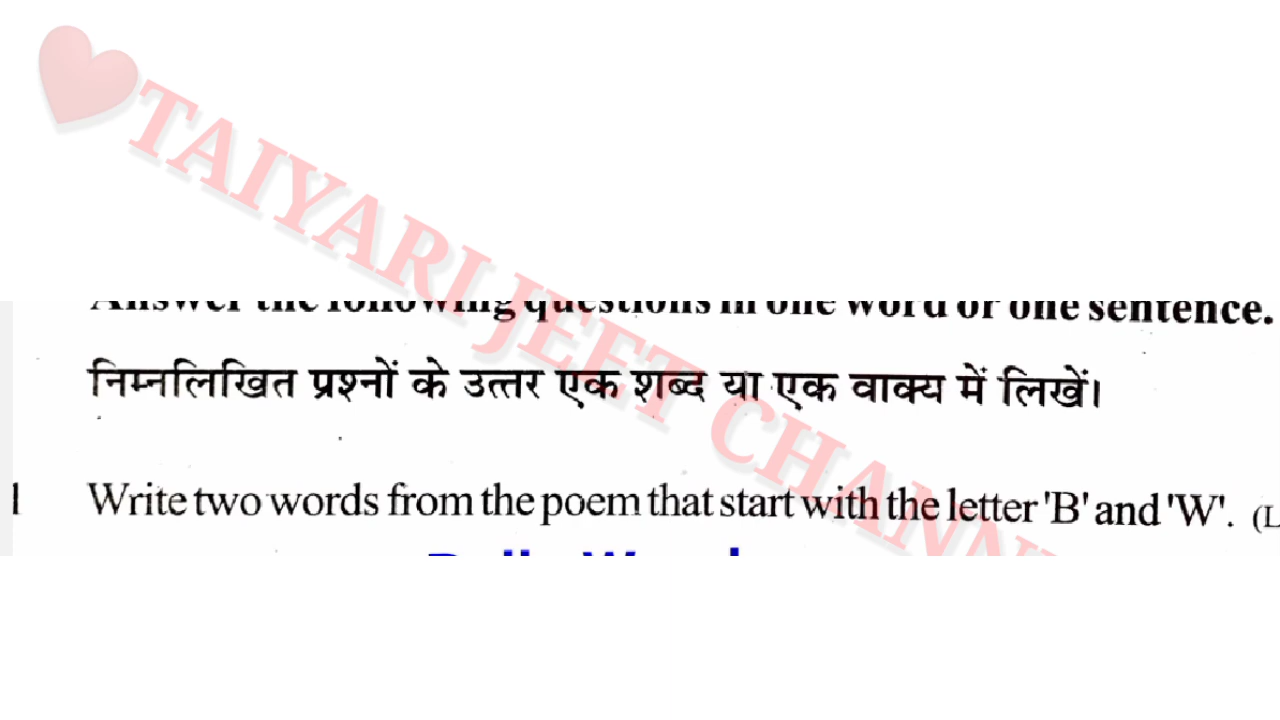 TAIYARI JEET CHANN
Answer the following questions in one word or one sentence.
निम्नलिखित प्रश्नों के उत्तर एक शब्द या एक वाक्य में लिखें।
1 Write two words from the poem that start with the letter 'B' and 'W'. (L